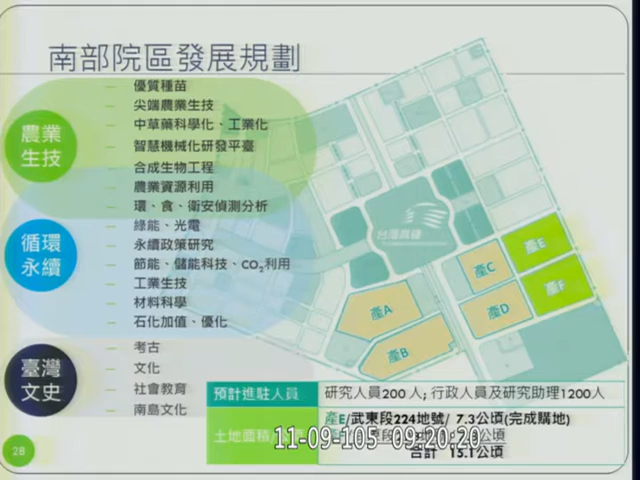 南部院區發展規劃
農業
生技
— 優質種苗
— 尖端農業生技
— 中草藥科學化、工業化
— 智慧機械化研發平臺
— 合成生物工程
— 農業資源利用
— 環、食、衛安偵測分析
循環
永續
— 綠能、光電
— 永續政策研究
— 節能、儲能科技、CO₂利用
— 工業生技
— 材料科學
— 石化加值、優化
臺灣
文史
— 考古
— 文化
— 社會教育
— 南島文化
台灣高鐵
產A
產B
產C
產D
產E
產F
預計進駐人員
研究人員200 人; 行政人員及研究助理1200人
土地面積
產E/武東段224地號/ 7.3公頃(完成購地)
公頃
合計 15.1公頃
11-09-105 09:20:20
28